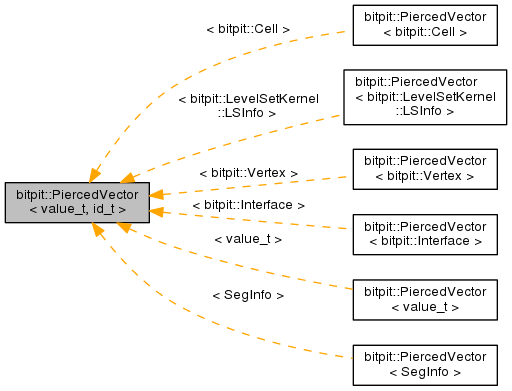 < bitpit::Cell >
bitpit::PiercedVector
< bitpit::Cell >
< bitpit::LevelSetKernel
::LSInfo >
bitpit::PiercedVector
< bitpit::LevelSetKernel
::LSInfo >
bitpit::PiercedVector
< value_t, id_t >
< bitpit::Vertex >
bitpit::PiercedVector
< bitpit::Vertex >
< bitpit::Interface >
bitpit::PiercedVector
< bitpit::Interface >
< value_t >
bitpit::PiercedVector
< value_t >
< SegInfo >
bitpit::PiercedVector
< SegInfo >